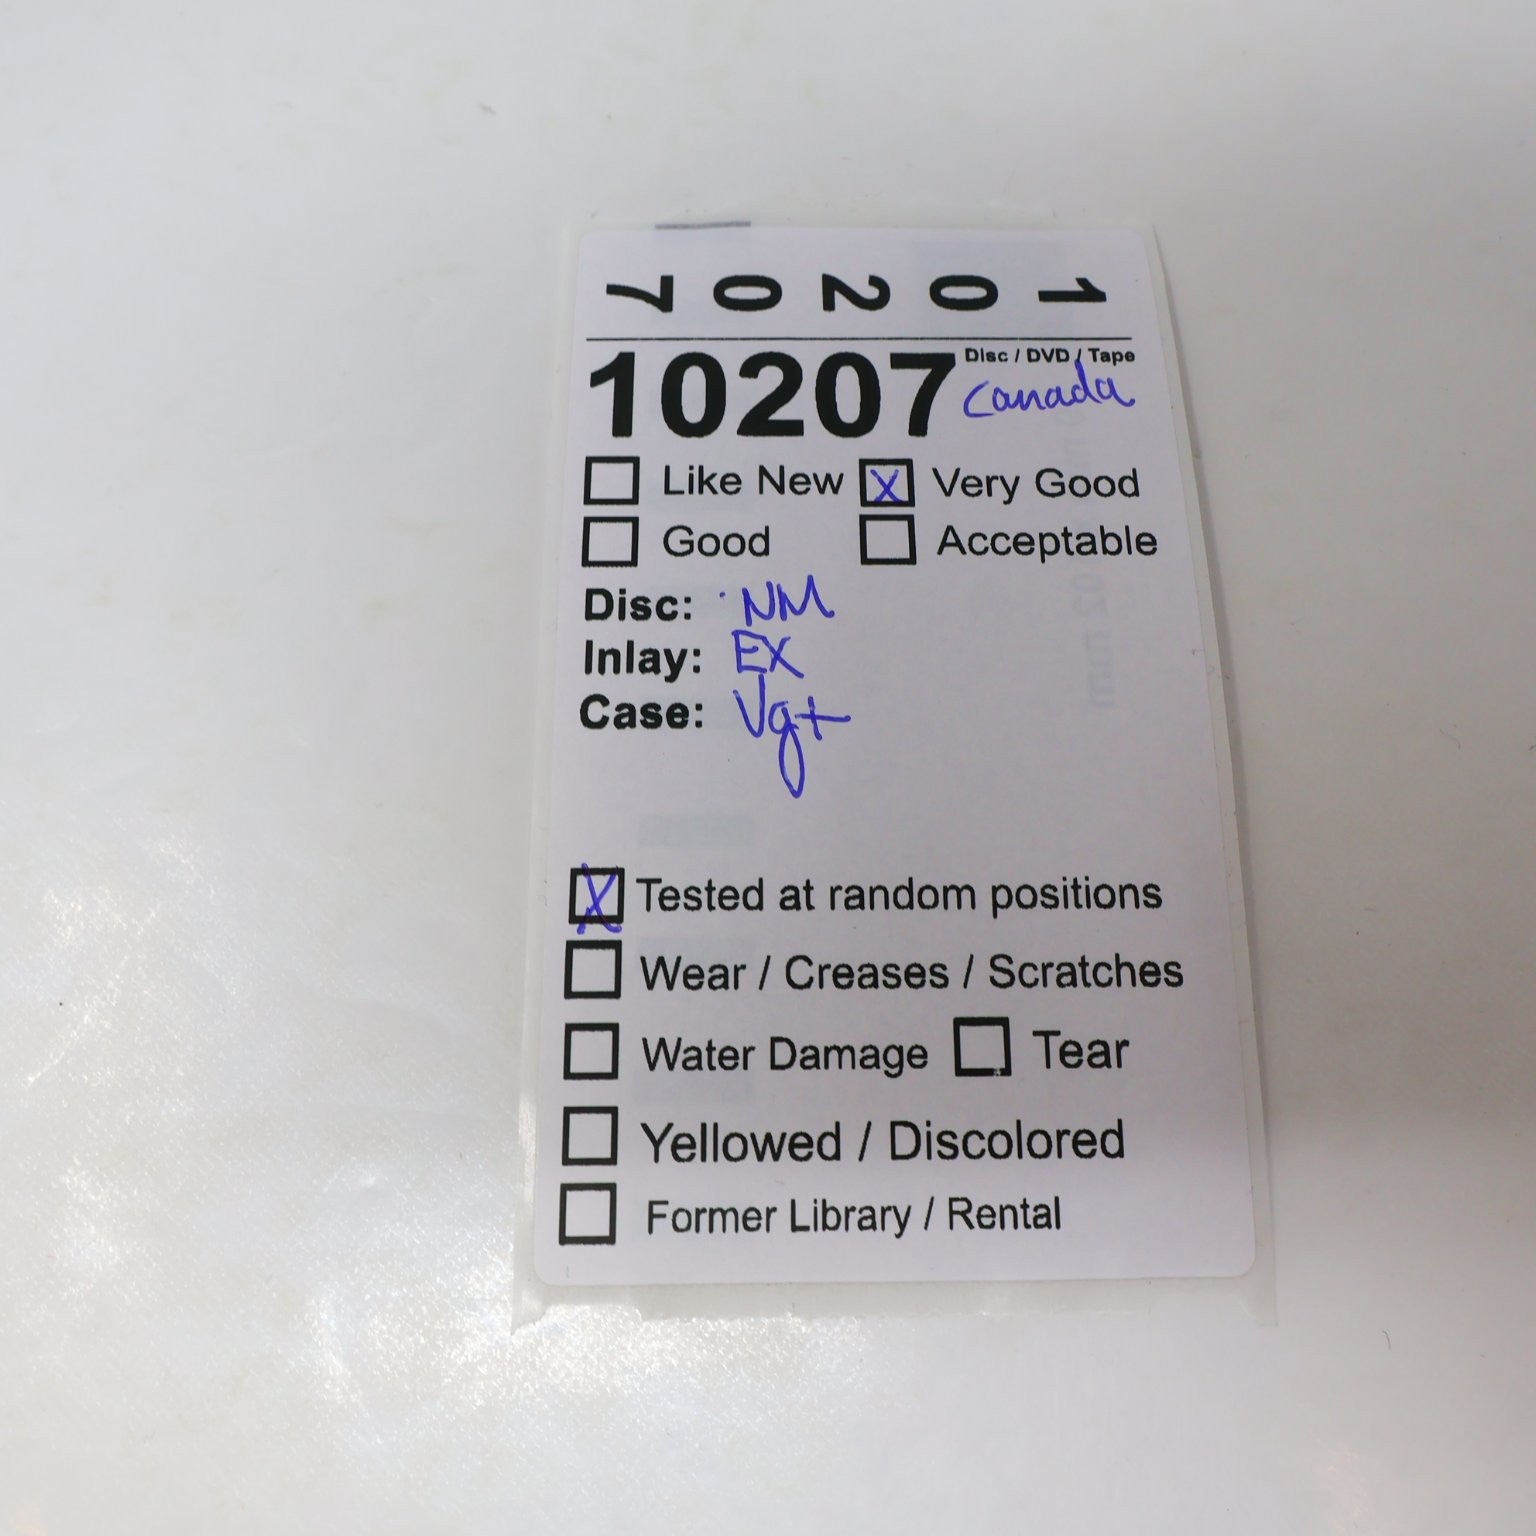 10207
10207 Disc / DVD / Tape
Canada
Like New X Very Good
Good Acceptable
Disc: NM
Inlay: EX
Case: Vg+
X Tested at random positions
Wear / Creases / Scratches
Water Damage Tear
Yellowed / Discolored
Former Library / Rental